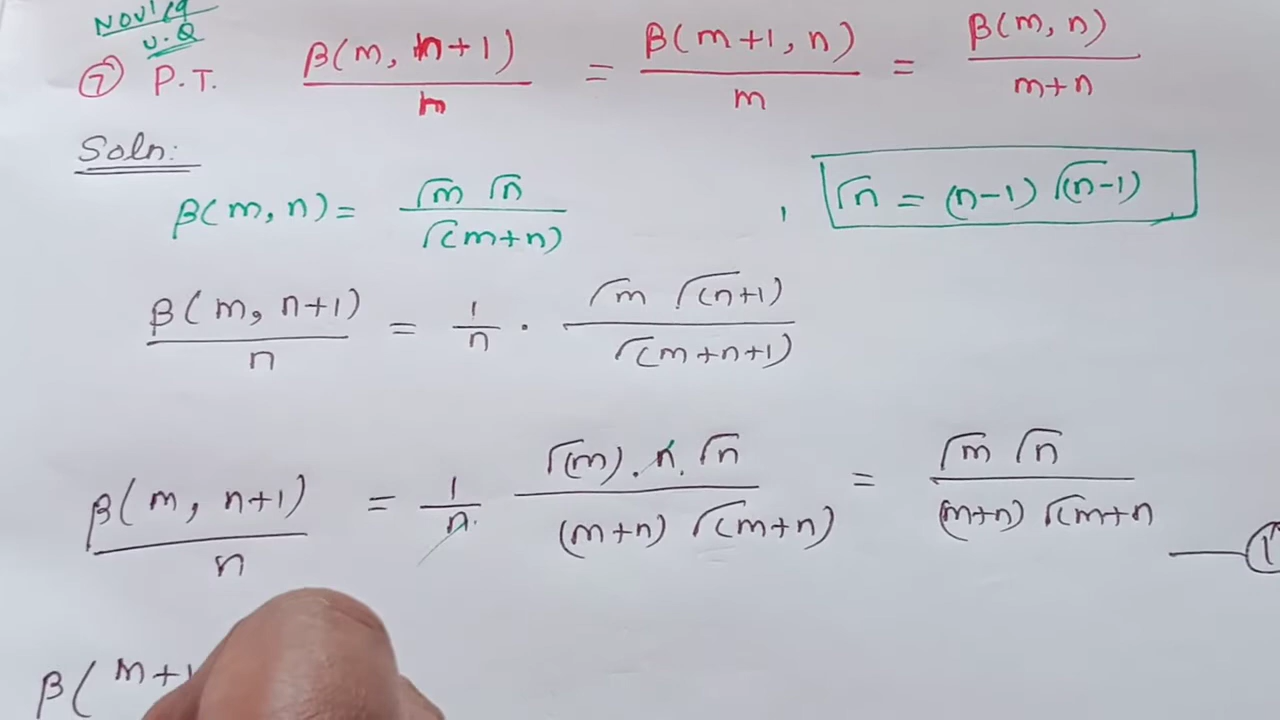 Nov'19
U.Q
⑦ P.T. β(m, n+1)/n = β(m+1, n)/m = β(m, n)/m+n
Soln:
β(m, n) = Γm Γn / Γ(m+n) , Γn = (n-1) Γ(n-1)
β(m, n+1)/n = 1/n · Γm Γ(n+1) / Γ(m+n+1)
β(m, n+1)/n = 1/n Γ(m) . n . Γn / (m+n) Γ(m+n) = Γm Γn / (m+n) Γ(m+n — ①
β( m+1